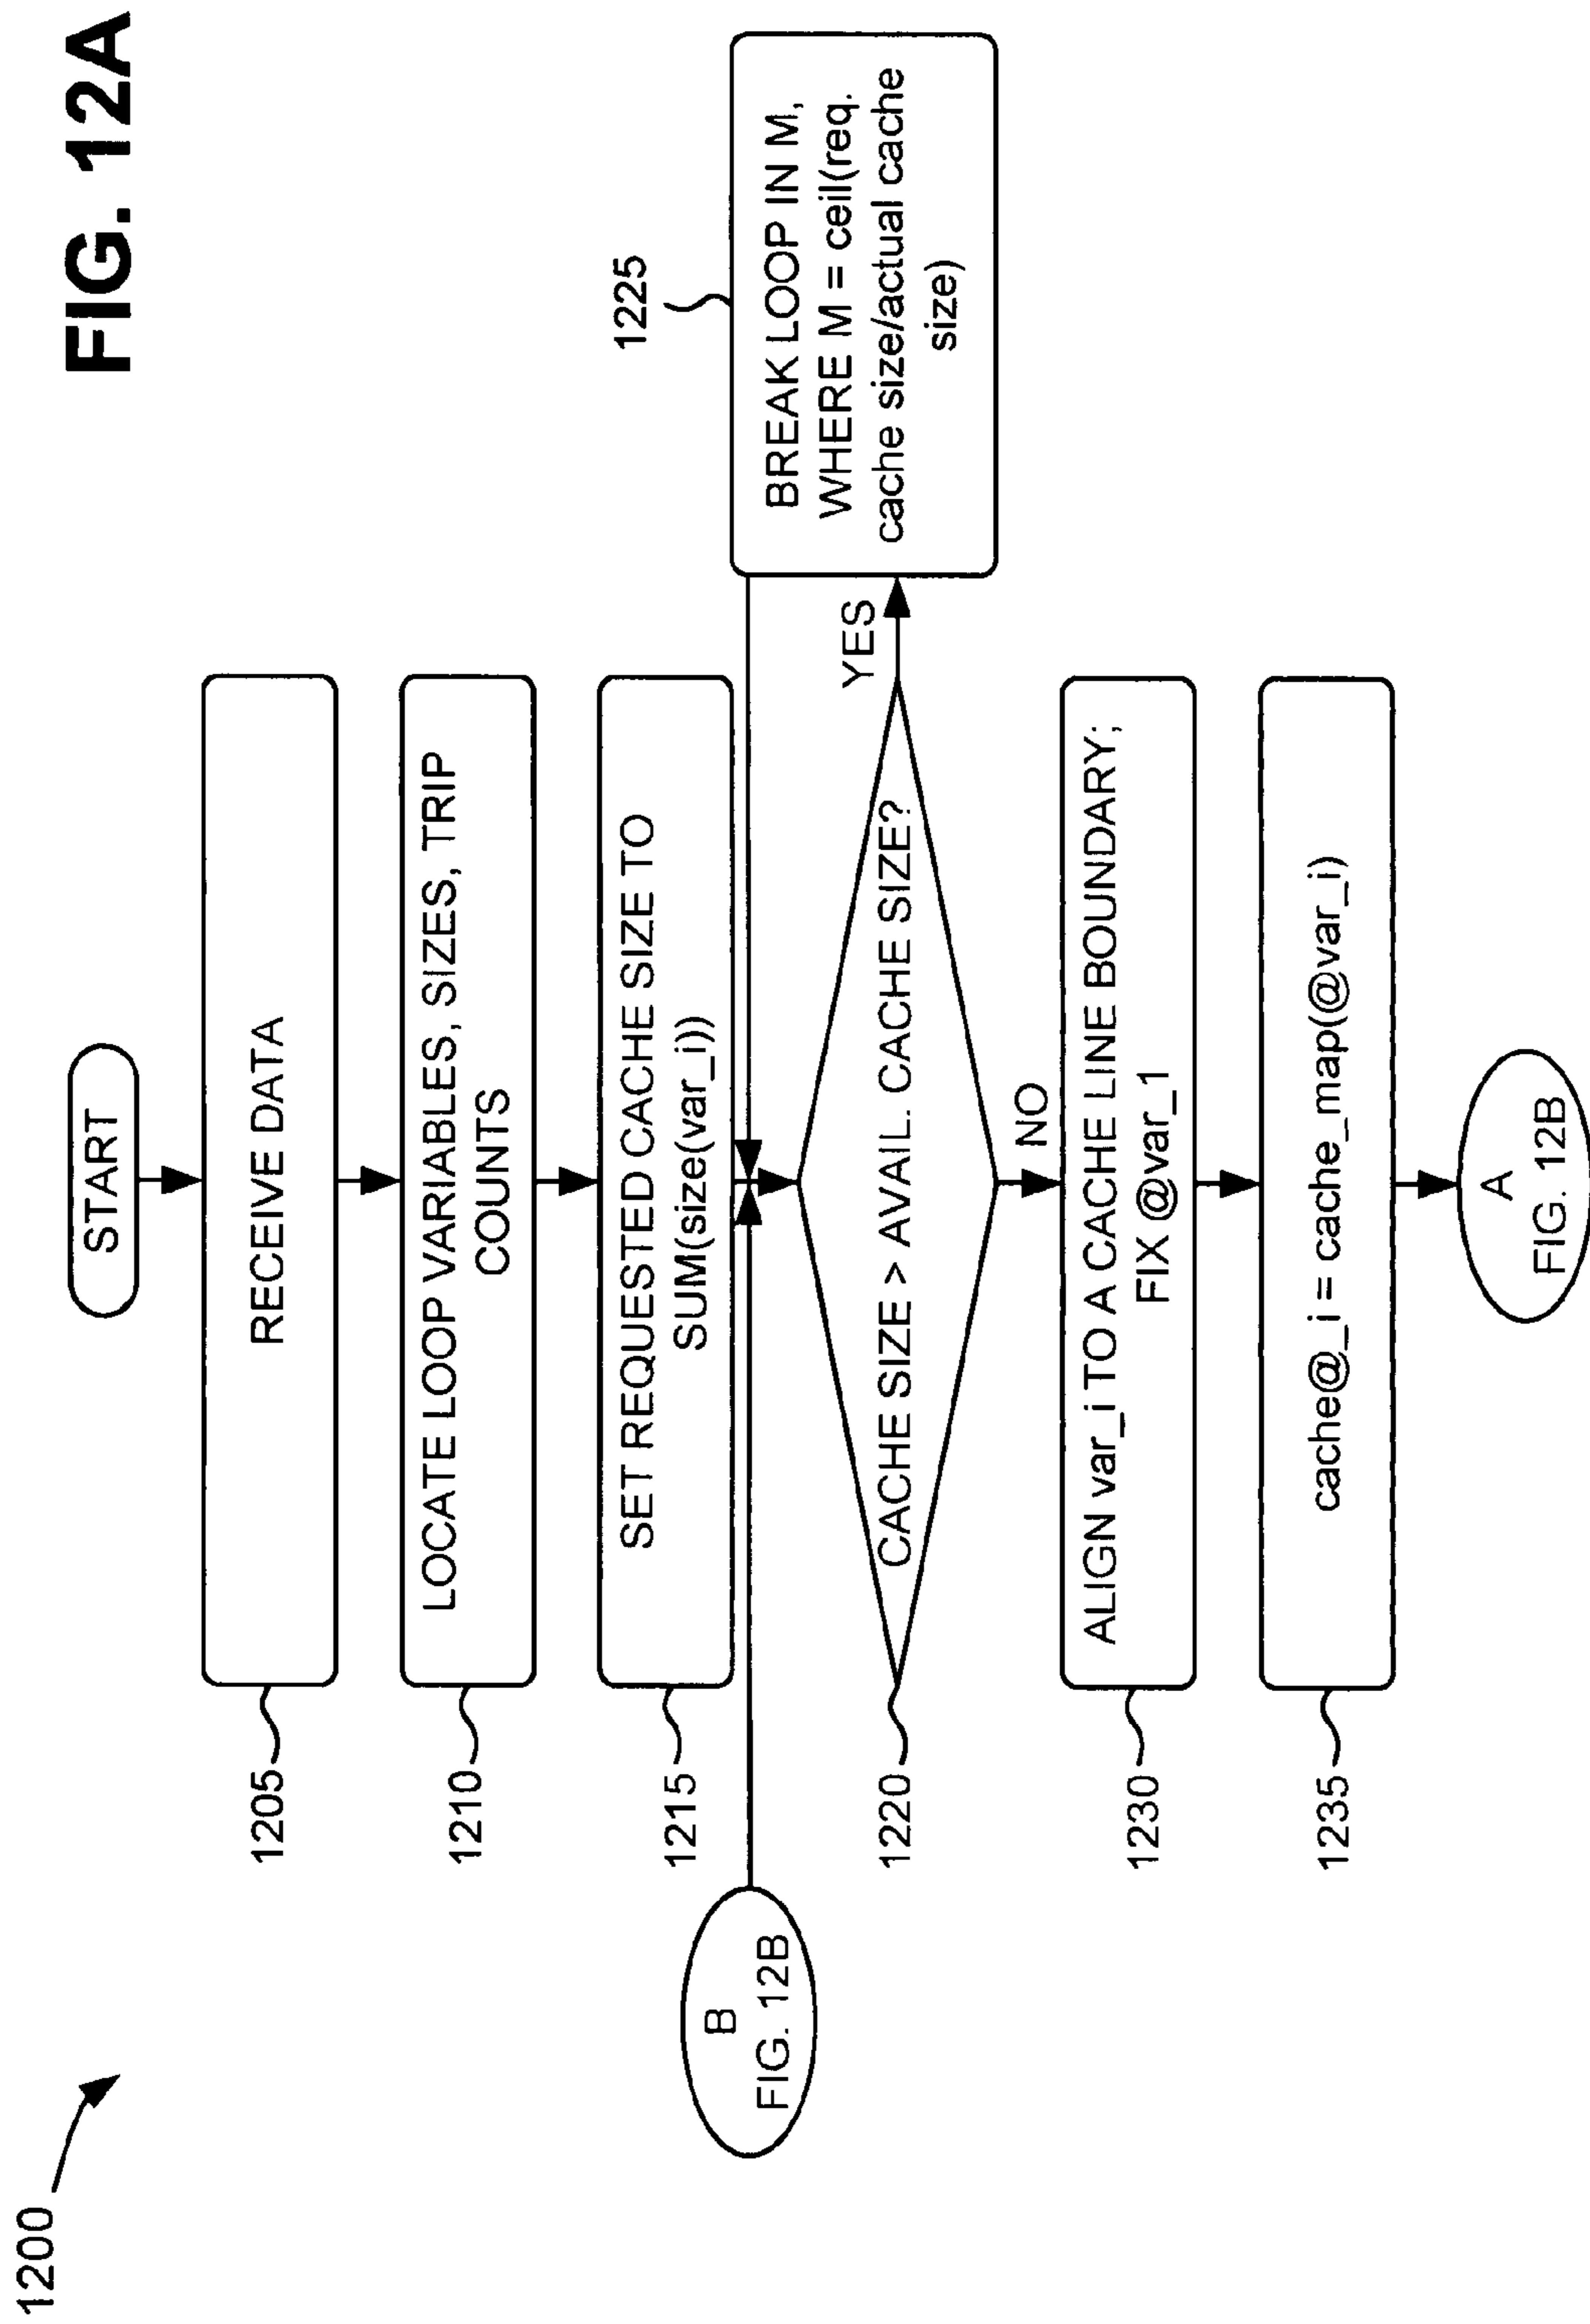 FIG. 12A
1200
START
1205
RECEIVE DATA
1210
LOCATE LOOP VARIABLES, SIZES, TRIP
COUNTS
1215
SET REQUESTED CACHE SIZE TO
SUM(size(var_i))
B
FIG. 12B
1220
CACHE SIZE > AVAIL. CACHE SIZE?
YES
1225
BREAK LOOP IN M,
WHERE M = ceil(req.
cache size/actual cache
size)
NO
1230
ALIGN var_i TO A CACHE LINE BOUNDARY;
FIX @var_1
1235
cache@_i = cache_map(@var_i)
A
FIG. 12B